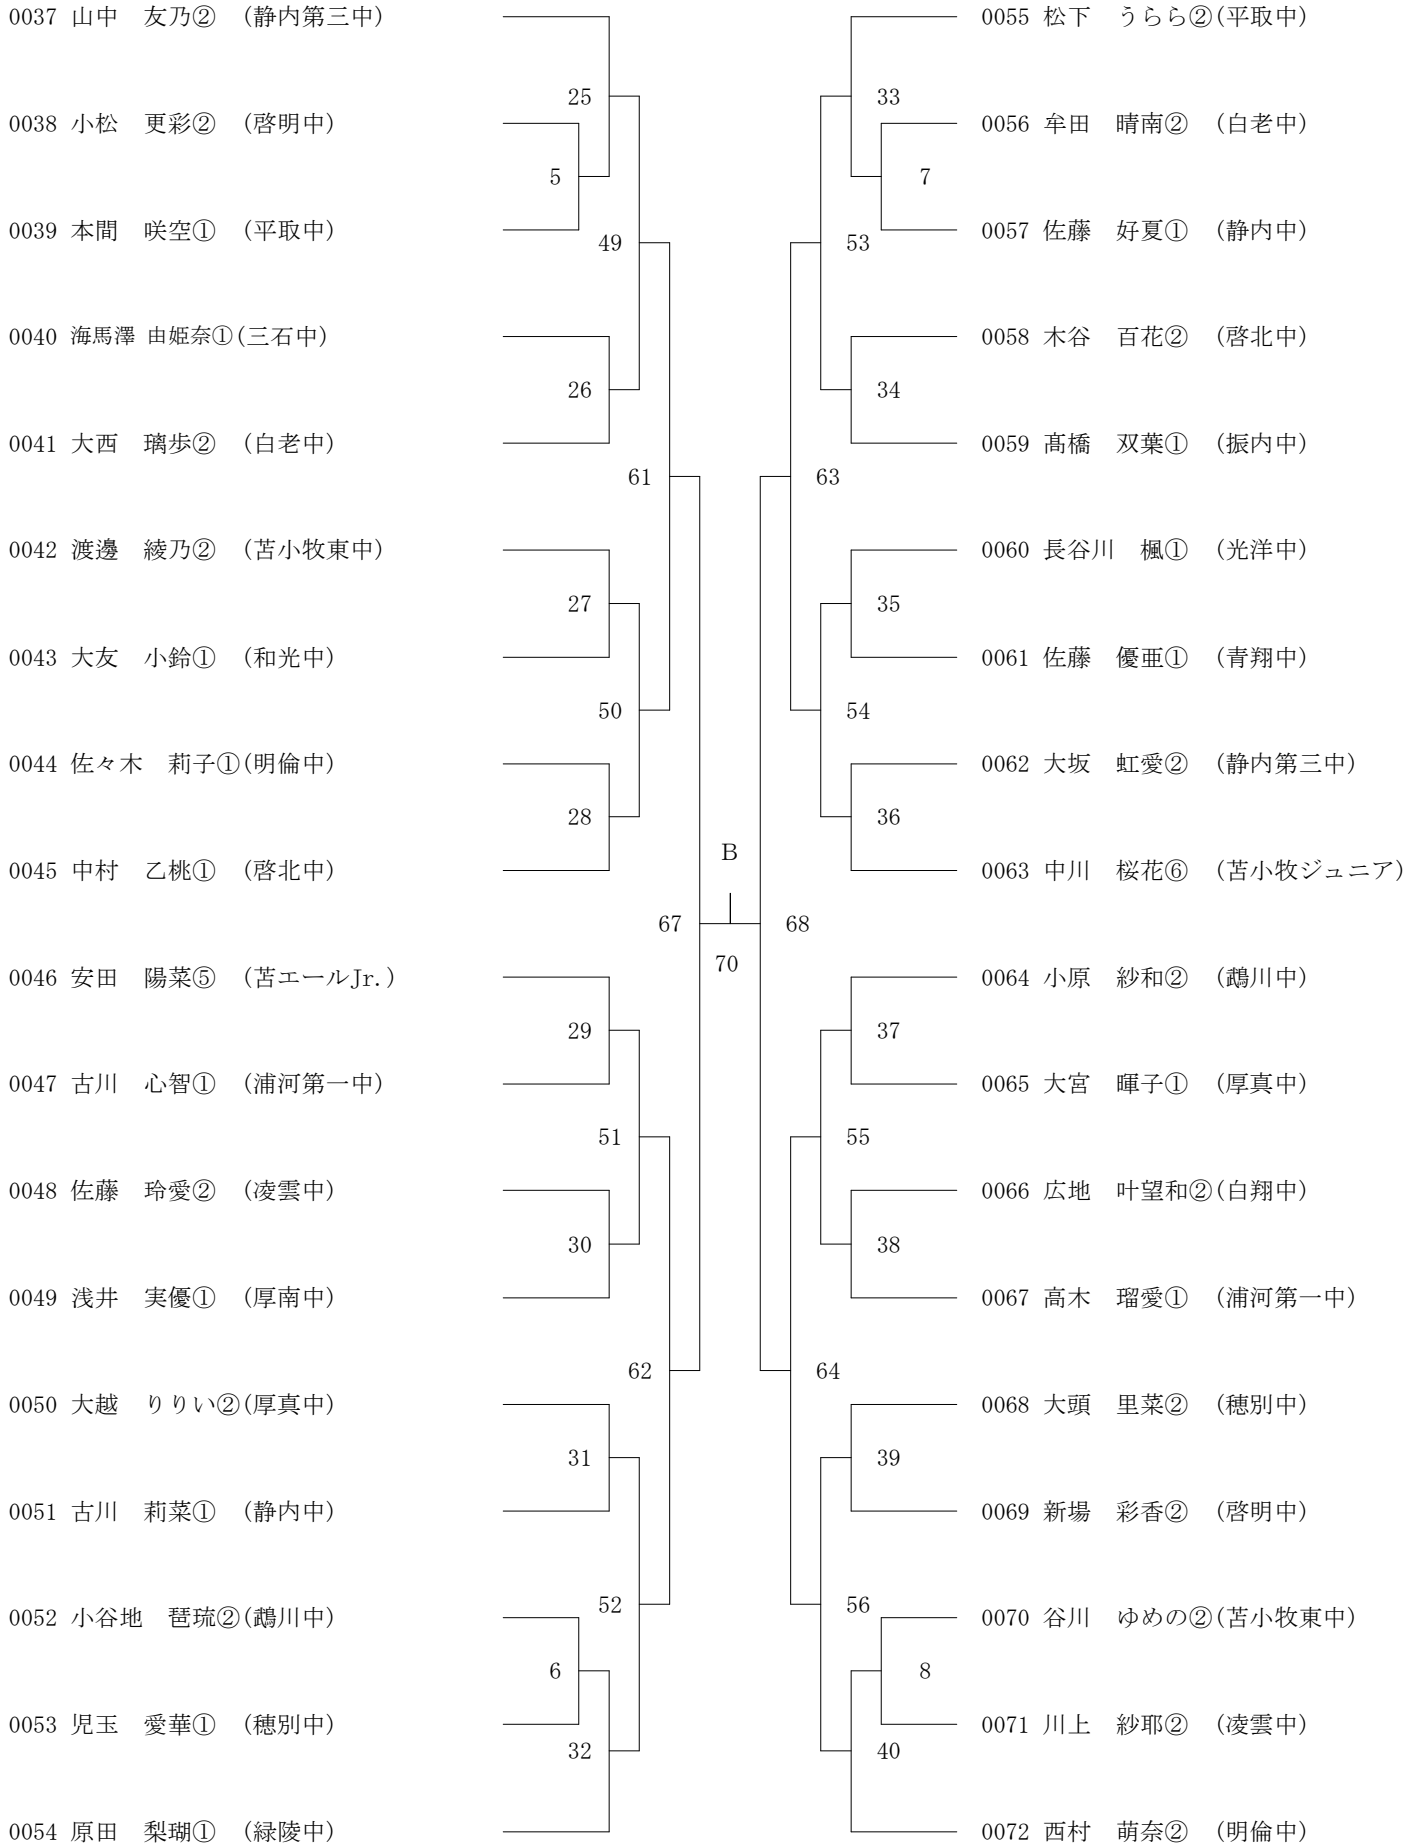 0037 山中　友乃②　(静内第三中)
25
0038 小松　更彩②　(啓明中)
5
0039 本間　咲空①　(平取中)
49
0040 海馬澤 由姫奈①(三石中)
26
0041 大西　璃歩②　(白老中)
61
0042 渡邊　綾乃②　(苫小牧東中)
27
0043 大友　小鈴①　(和光中)
50
0044 佐々木　莉子①(明倫中)
28
0045 中村　乙桃①　(啓北中)
67
0046 安田　陽菜⑤　(苫エールJr.)
29
0047 古川　心智①　(浦河第一中)
51
0048 佐藤　玲愛②　(凌雲中)
30
0049 浅井　実優①　(厚南中)
62
0050 大越　りりい②(厚真中)
31
0051 古川　莉菜①　(静内中)
52
0052 小谷地　琶琉②(鵡川中)
6
0053 児玉　愛華①　(穂別中)
32
0054 原田　梨瑚①　(緑陵中)
B
70
0055 松下　うらら②(平取中)
33
0056 牟田　晴南②　(白老中)
7
0057 佐藤　好夏①　(静内中)
53
0058 木谷　百花②　(啓北中)
34
0059 髙橋　双葉①　(振内中)
63
0060 長谷川　楓①　(光洋中)
35
0061 佐藤　優亜①　(青翔中)
54
0062 大坂　虹愛②　(静内第三中)
36
0063 中川　桜花⑥　(苫小牧ジュニア)
68
0064 小原　紗和②　(鵡川中)
37
0065 大宮　暉子①　(厚真中)
55
0066 広地　叶望和②(白翔中)
38
0067 高木　瑠愛①　(浦河第一中)
64
0068 大頭　里菜②　(穂別中)
39
0069 新場　彩香②　(啓明中)
56
0070 谷川　ゆめの②(苫小牧東中)
8
0071 川上　紗耶②　(凌雲中)
40
0072 西村　萌奈②　(明倫中)